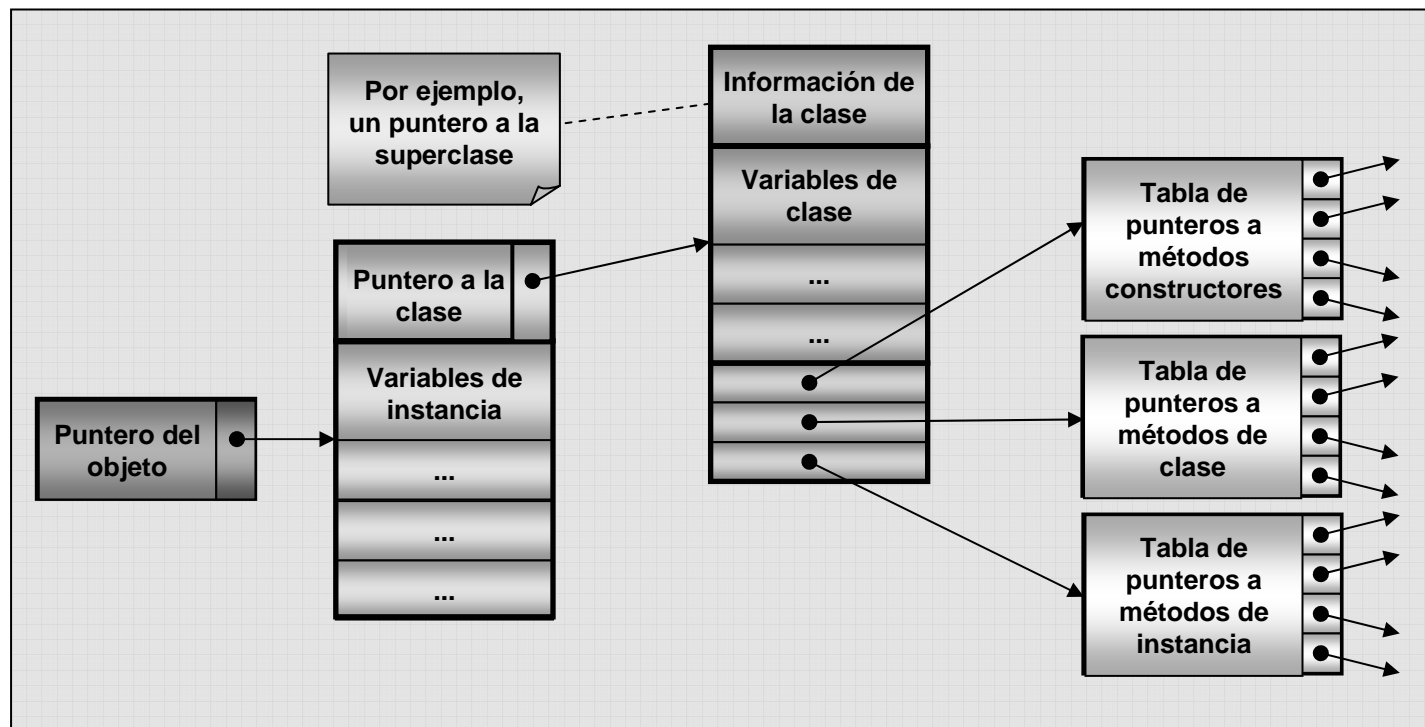 Por ejemplo,
un puntero a la
superclase
Información de
la clase
Variables de
clase
...
...
Puntero a la
clase
Variables de
instancia
...
...
...
Puntero del
objeto
Tabla de
punteros a
métodos
constructores
Tabla de
punteros a
métodos de
clase
Tabla de
punteros a
métodos de
instancia